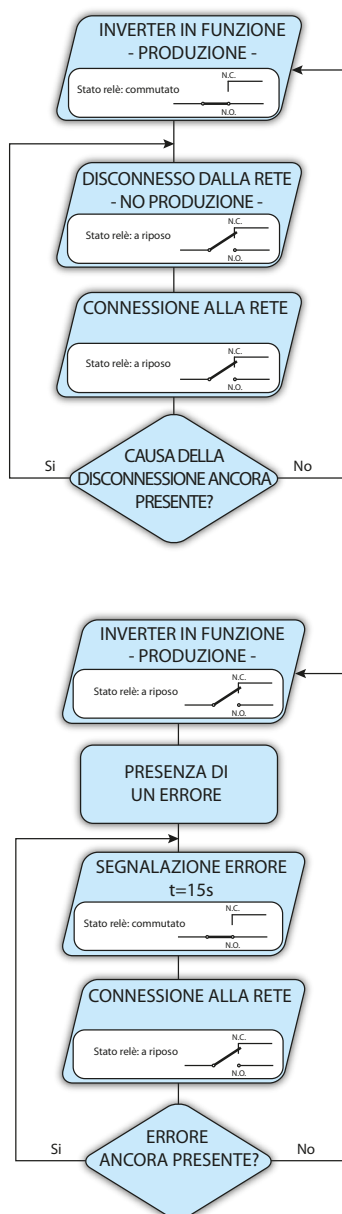 INVERTER IN FUNZIONE
- PRODUZIONE -
N.C.
Stato relè: commutato
N.O.
DISCONNESSO DALLA RETE
- NO PRODUZIONE -
N.C.
Stato relè: a riposo
N.O.
CONNESSIONE ALLA RETE
N.C.
Stato relè: a riposo
N.O.
Si
CAUSA DELLA
DISCONNESSIONE ANCORA
PRESENTE?
No
INVERTER IN FUNZIONE
- PRODUZIONE -
N.C.
Stato relè: a riposo
N.O.
PRESENZA DI
UN ERRORE
SEGNALAZIONE ERRORE
t=15s
N.C.
Stato relè: commutato
N.O.
CONNESSIONE ALLA RETE
N.C.
Stato relè: a riposo
N.O.
Si
ERRORE
ANCORA PRESENTE?
No